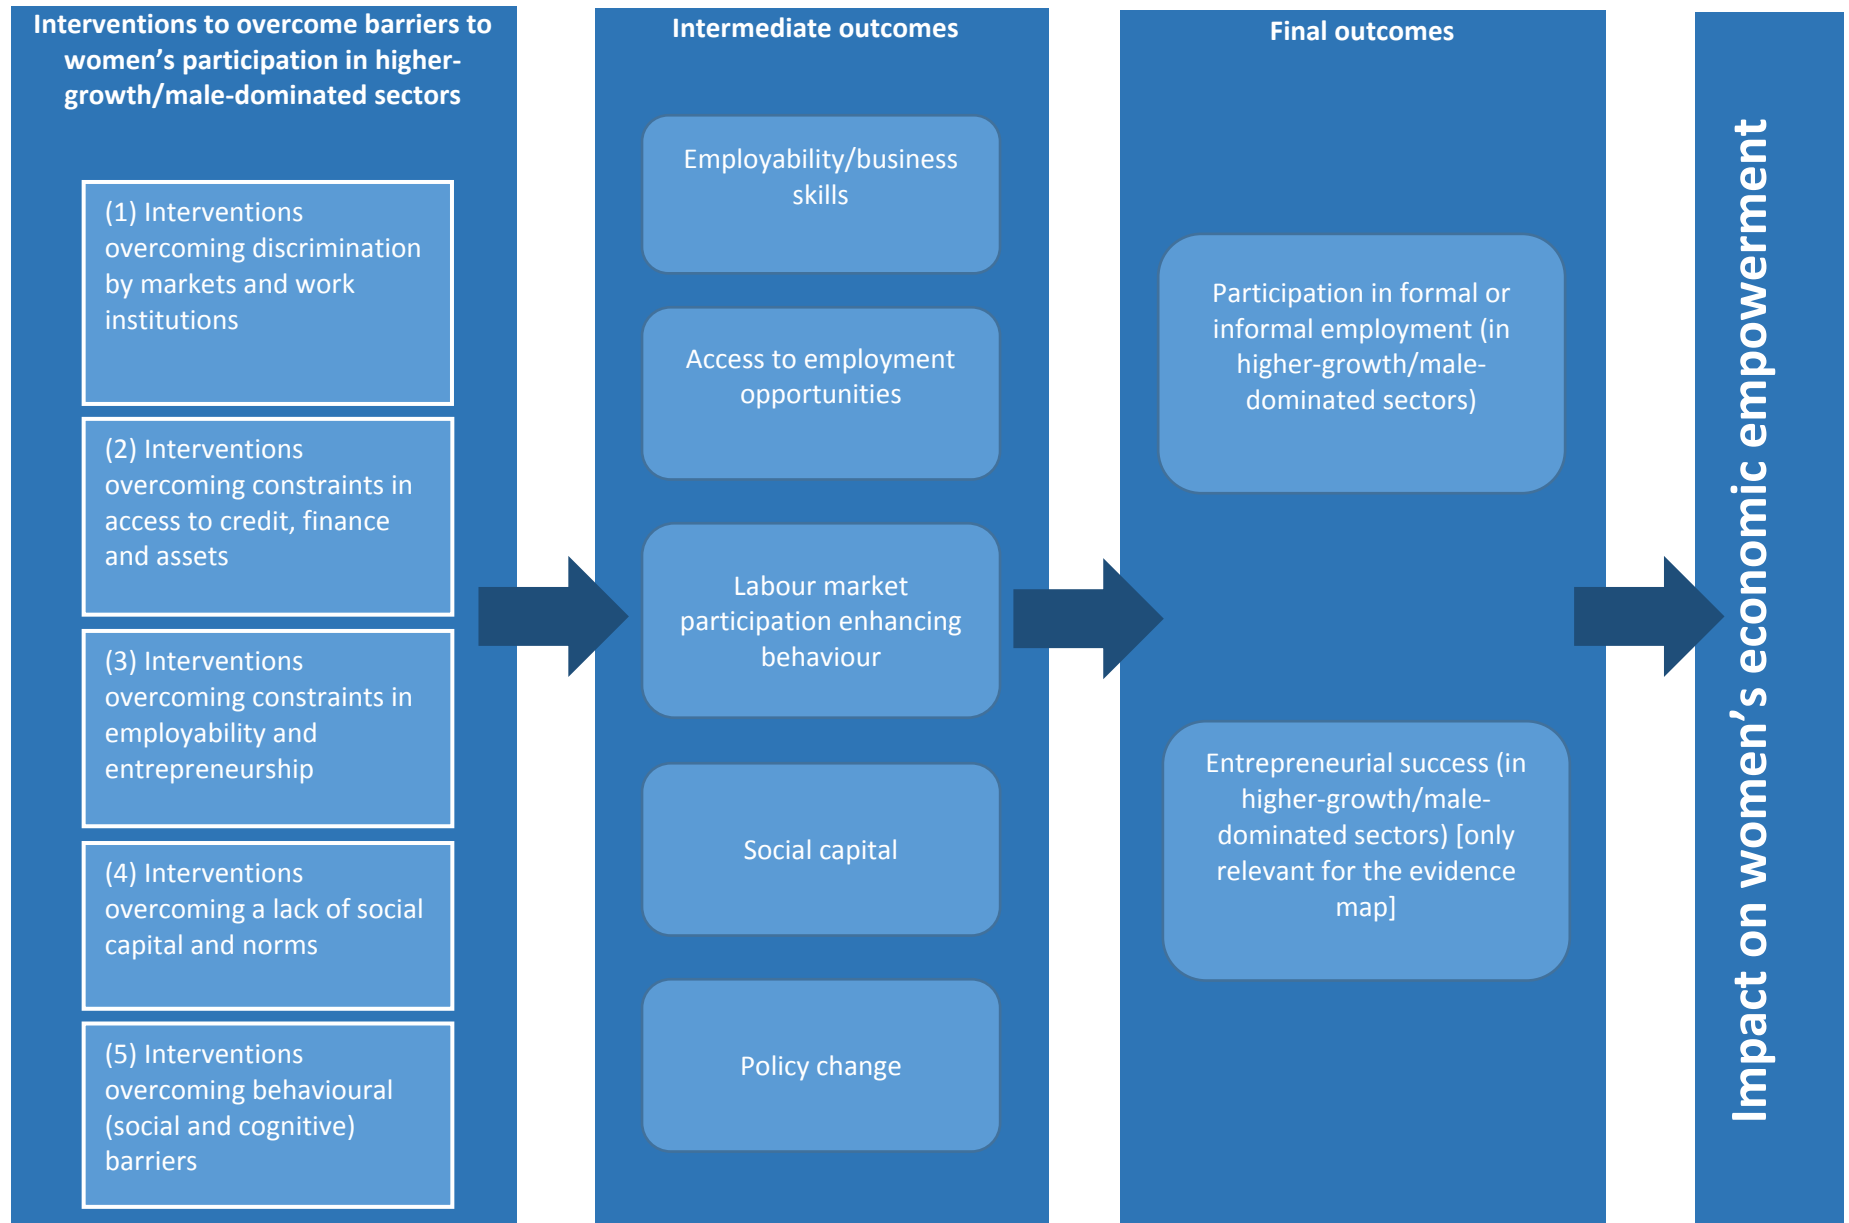 Interventions to overcome barriers to
women’s participation in higher-
growth/male-dominated sectors
(1) Interventions
overcoming discrimination
by markets and work
institutions
(2) Interventions
overcoming constraints in
access to credit, finance
and assets
(3) Interventions
overcoming constraints in
employability and
entrepreneurship
(4) Interventions
overcoming a lack of social
capital and norms
(5) Interventions
overcoming behavioural
(social and cognitive)
barriers
Intermediate outcomes
Employability/business
skills
Access to employment
opportunities
Labour market
participation enhancing
behaviour
Social capital
Policy change
Final outcomes
Participation in formal or
informal employment (in
higher-growth/male-
dominated sectors)
Entrepreneurial success (in
higher-growth/male-
dominated sectors) [only
relevant for the evidence
map]
Impact on women’s economic empowerment